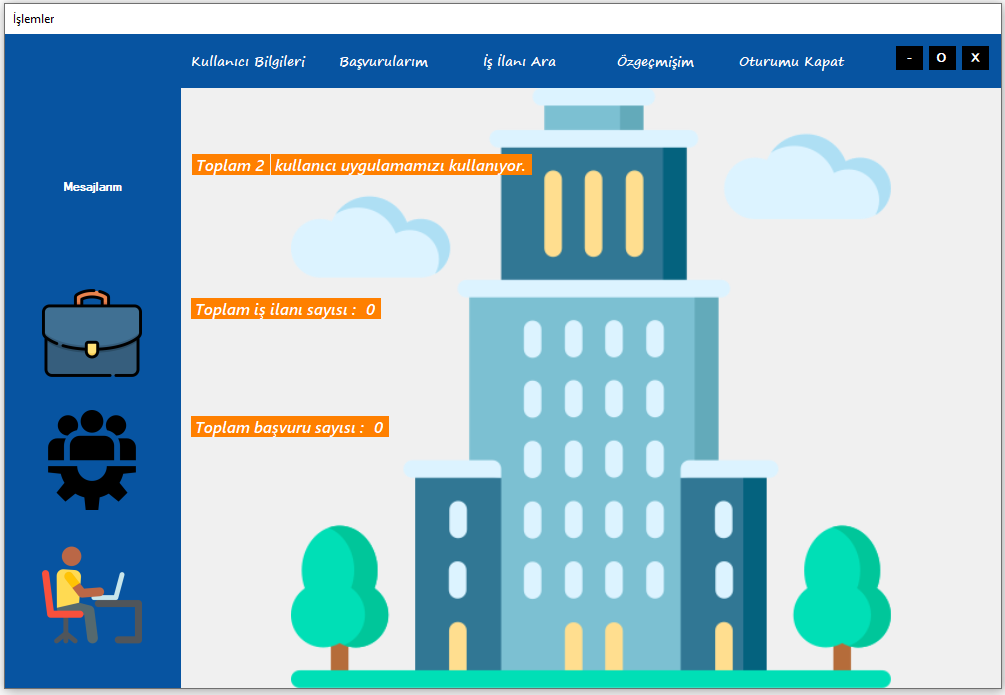 İşlemler
Kullanıcı Bilgileri Başvurularım İş İlanı Ara Özgeçmişim Oturumu Kapat - O X
Toplam 2 kullanıcı uygulamamızı kullanıyor.
Mesajlarım
Toplam iş ilanı sayısı : 0
Toplam başvuru sayısı : 0